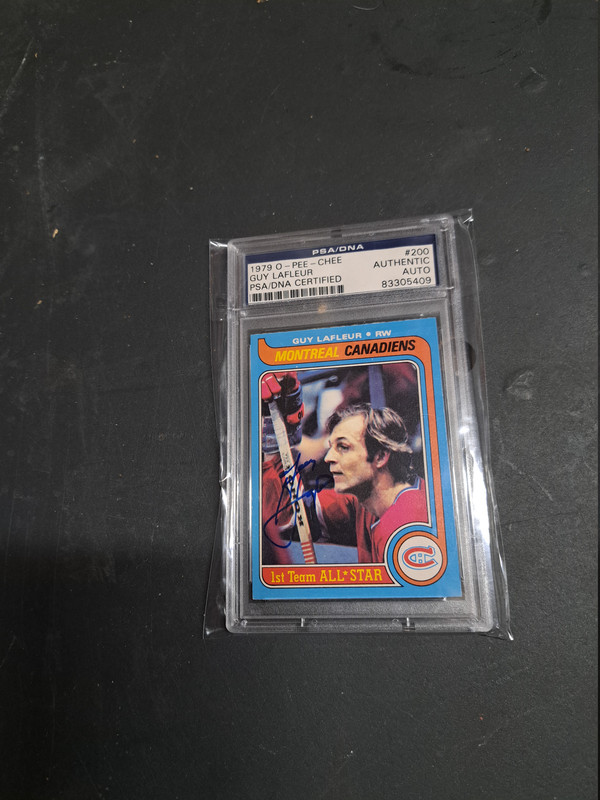 PSA/DNA
1979 O-PEE-CHEE #200
GUY LAFLEUR AUTHENTIC
PSA/DNA CERTIFIED AUTO
83305409
GUY LAFLEUR • RW
MONTREAL CANADIENS
1st Team ALL★STAR